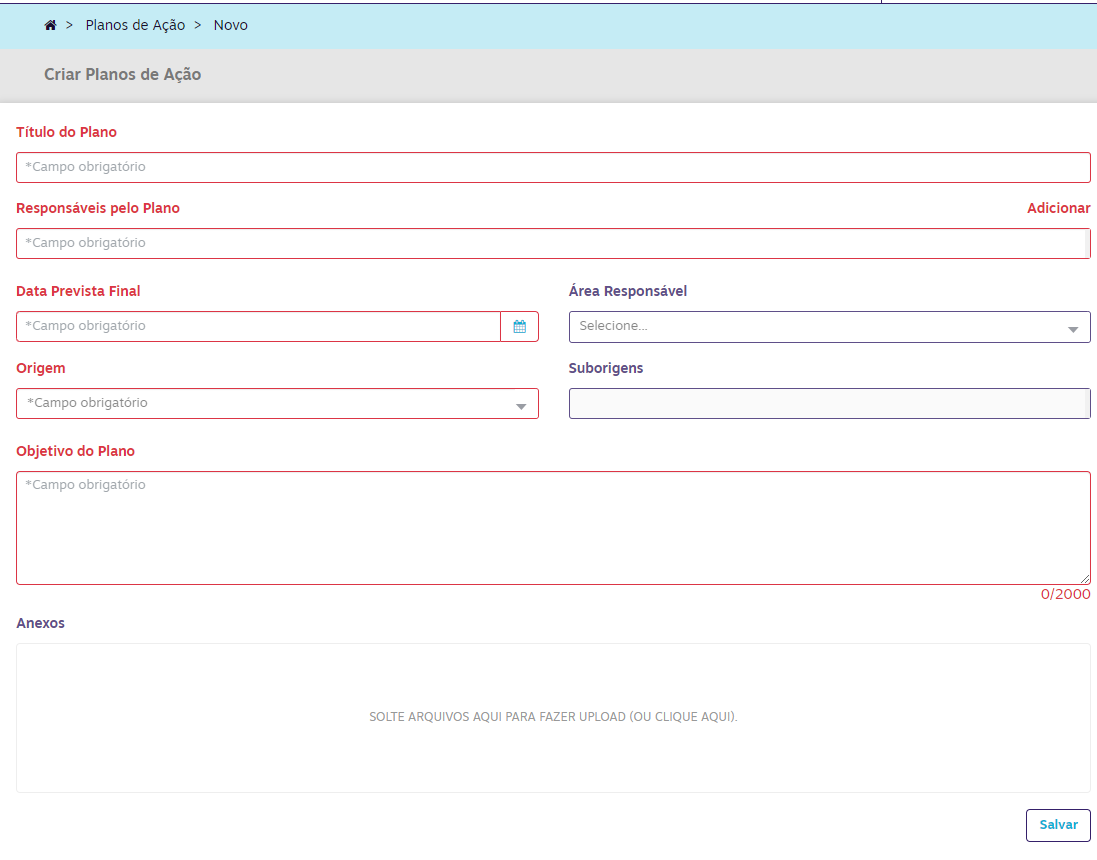 > Planos de Ação > Novo
Criar Planos de Ação
Título do Plano
*Campo obrigatório
Responsáveis pelo Plano Adicionar
*Campo obrigatório
Data Prevista Final Área Responsável
*Campo obrigatório Selecione...
Origem Suborigens
*Campo obrigatório
Objetivo do Plano
*Campo obrigatório
0/2000
Anexos
SOLTE ARQUIVOS AQUI PARA FAZER UPLOAD (OU CLIQUE AQUI).
Salvar